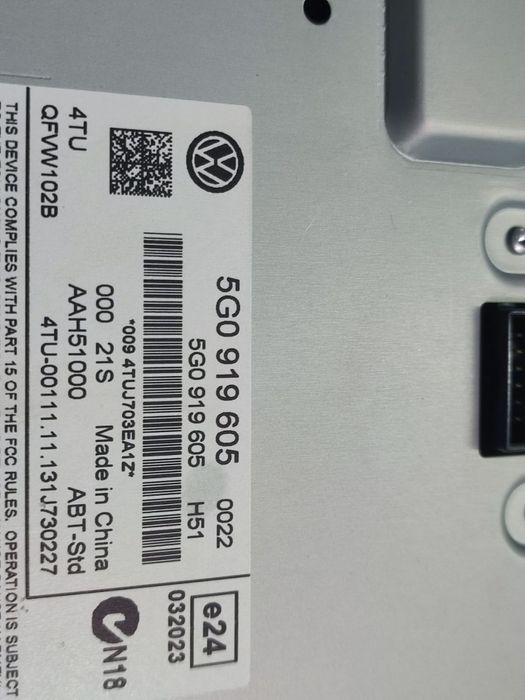 5G0 919 605 0022
5G0 919 605 H51
*009 4TUJ703EA1Z*
000 21S Made in China
4TU AAH51000 ABT-Std
QFVW102B 4TU-00111.11.131J.730227
e24
032023
N18
THIS DEVICE COMPLIES WITH PART 15 OF THE FCC RULES. OPERATION IS SUBJECT